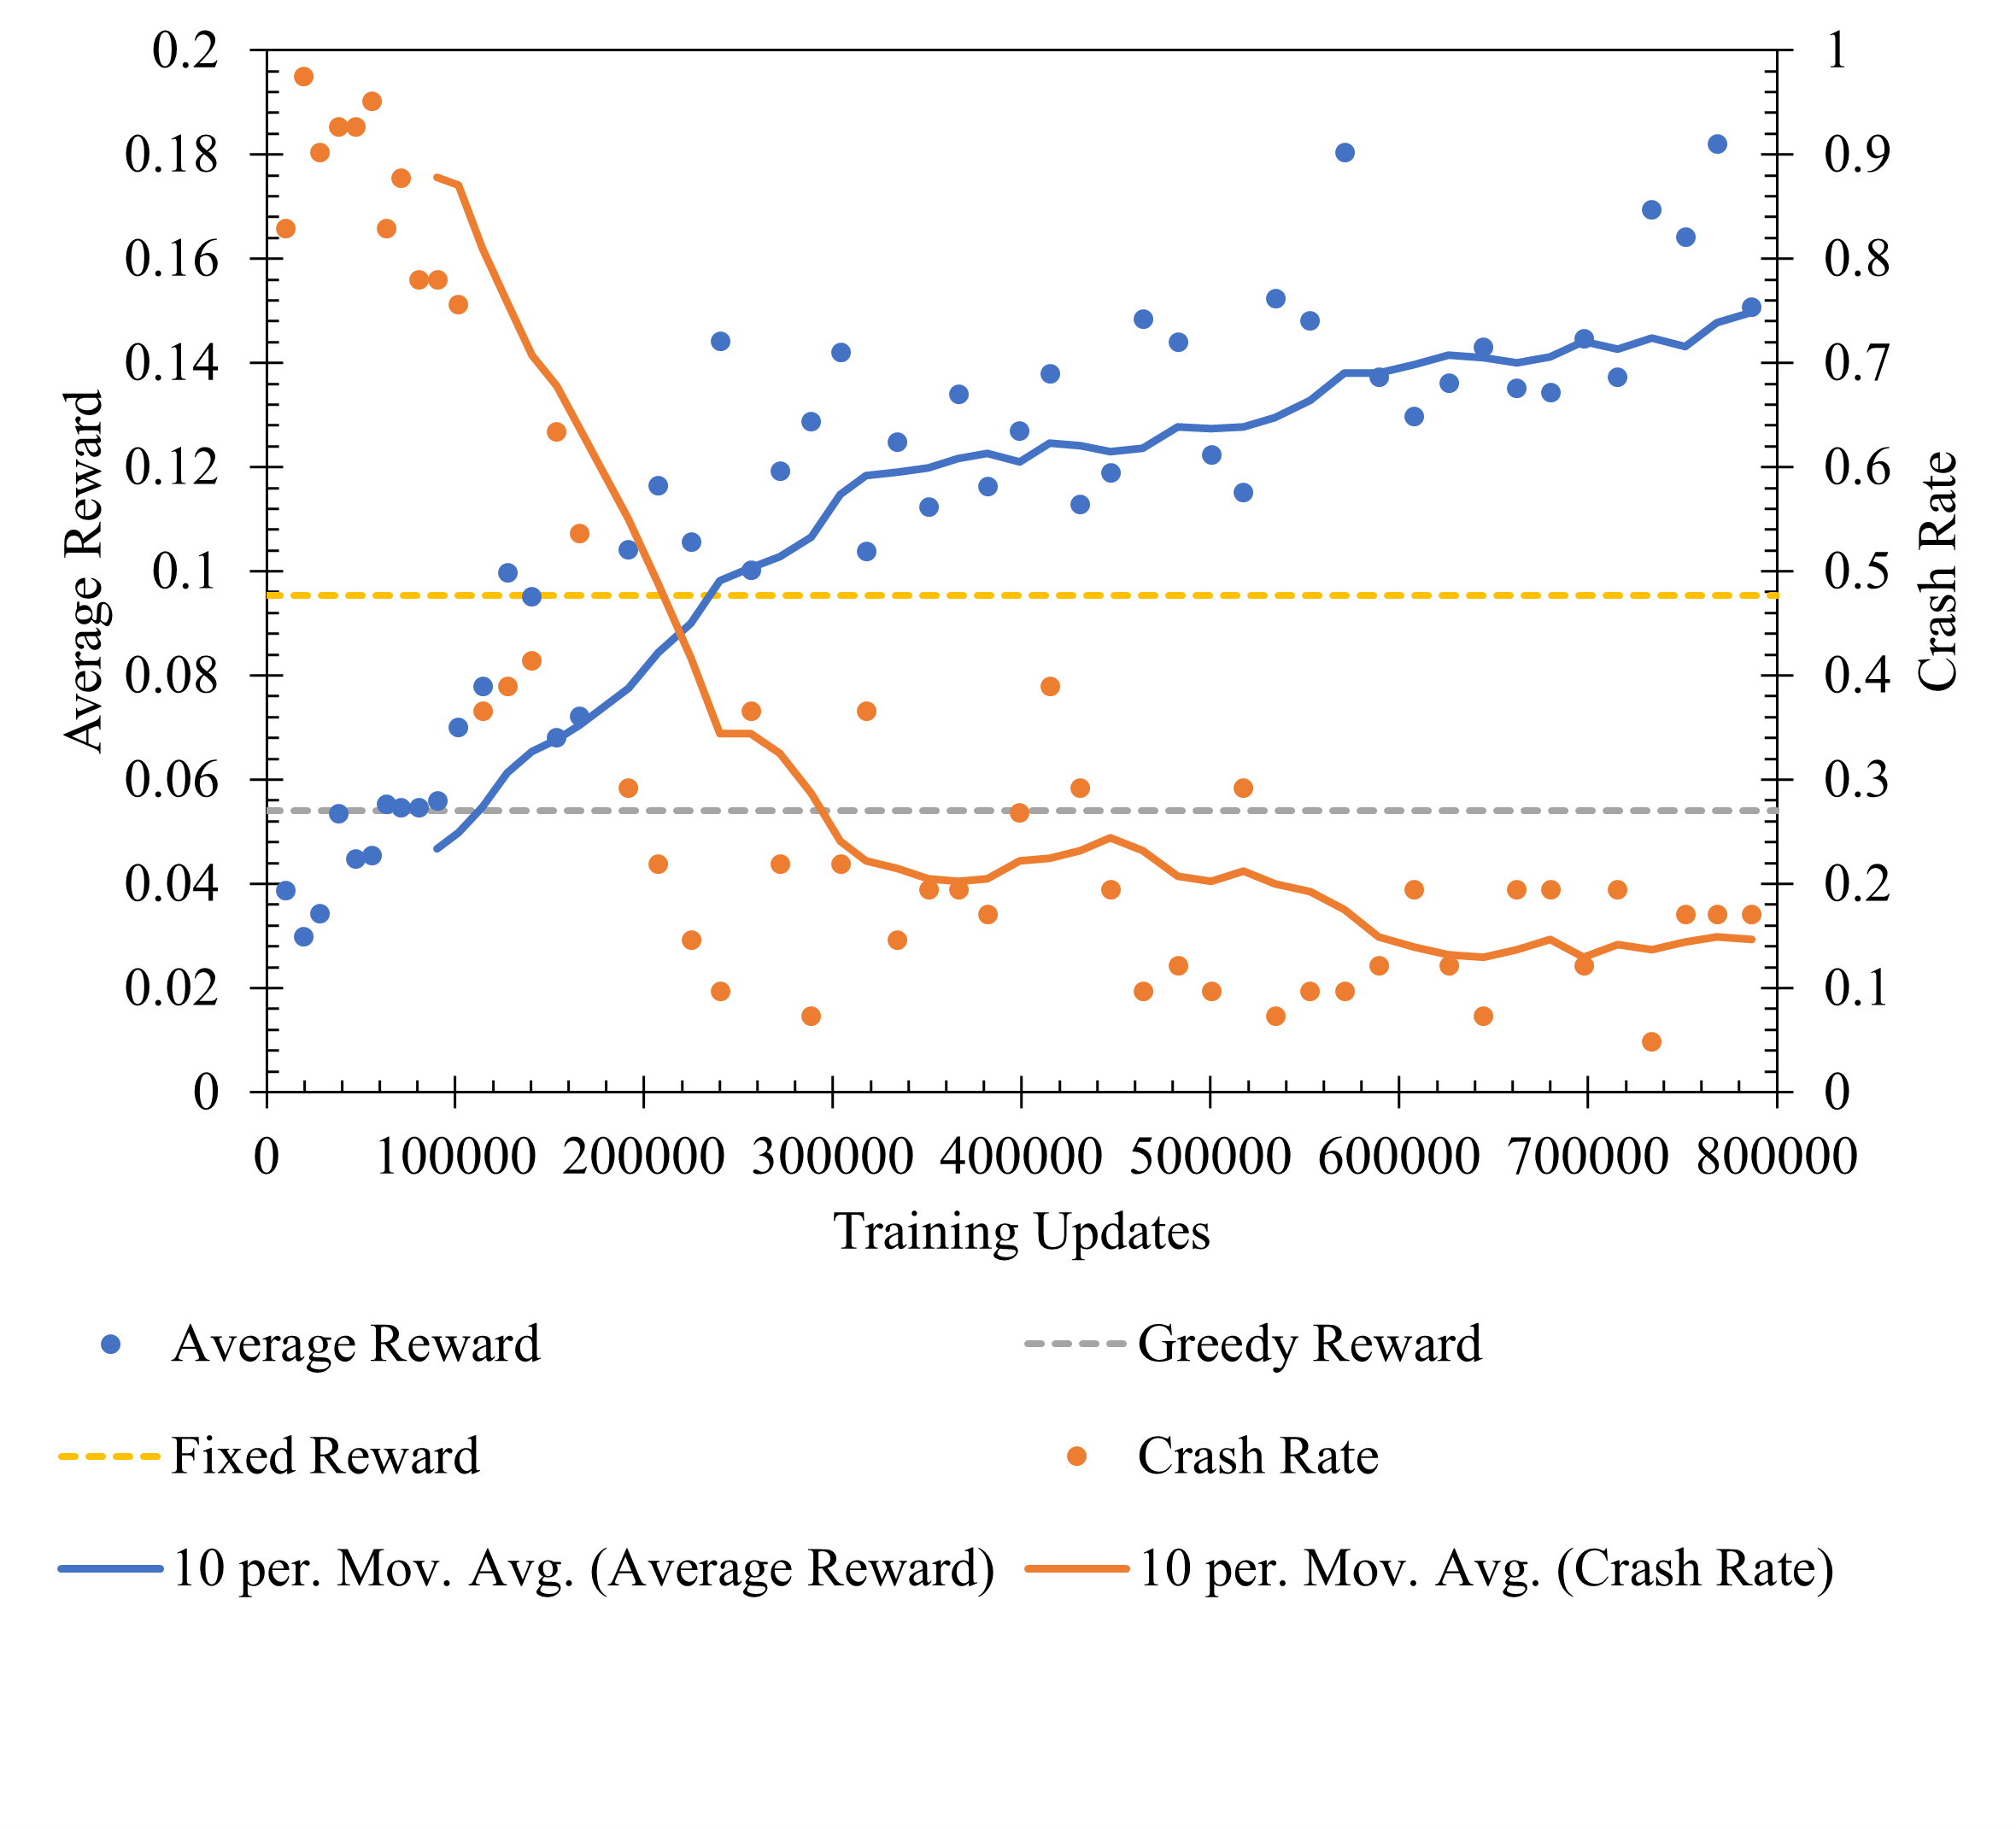 0.2
0.18
0.16
0.14
0.12
0.1
0.08
0.06
0.04
0.02
0
Average Reward
1
0.9
0.8
0.7
0.6
0.5
0.4
0.3
0.2
0.1
0
Crash Rate
0 100000 200000 300000 400000 500000 600000 700000 800000
Training Updates
Average Reward
Greedy Reward
Fixed Reward
Crash Rate
10 per. Mov. Avg. (Average Reward)
10 per. Mov. Avg. (Crash Rate)